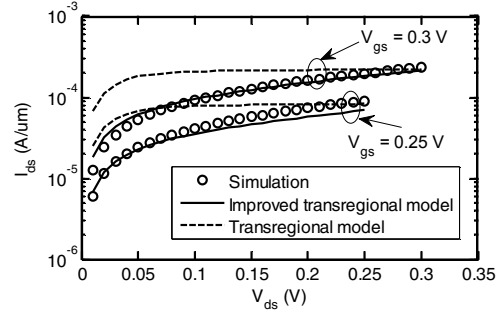 V_gs = 0.3 V
V_gs = 0.25 V
I_ds (A/um)
10^-3
10^-4
10^-5
10^-6
Simulation
Improved transregional model
Transregional model
0 0.05 0.1 0.15 0.2 0.25 0.3 0.35
V_ds (V)